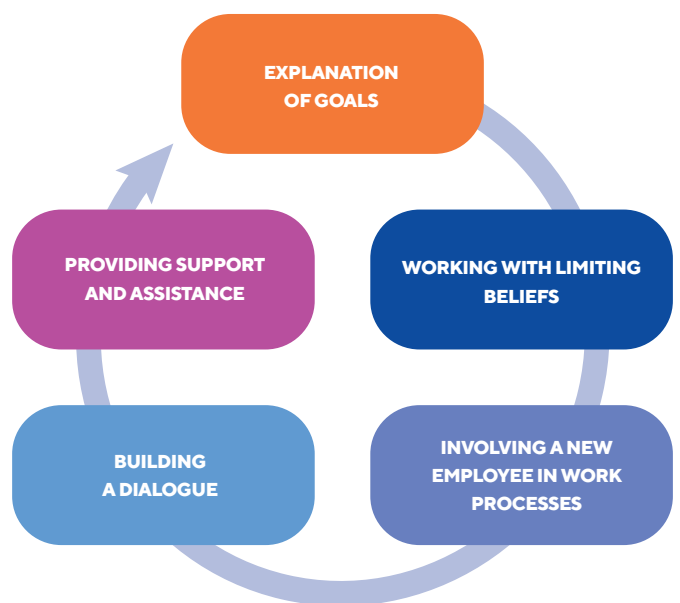 EXPLANATION
OF GOALS
WORKING WITH LIMITING
BELIEFS
INVOLVING A NEW
EMPLOYEE IN WORK
PROCESSES
BUILDING
A DIALOGUE
PROVIDING SUPPORT
AND ASSISTANCE